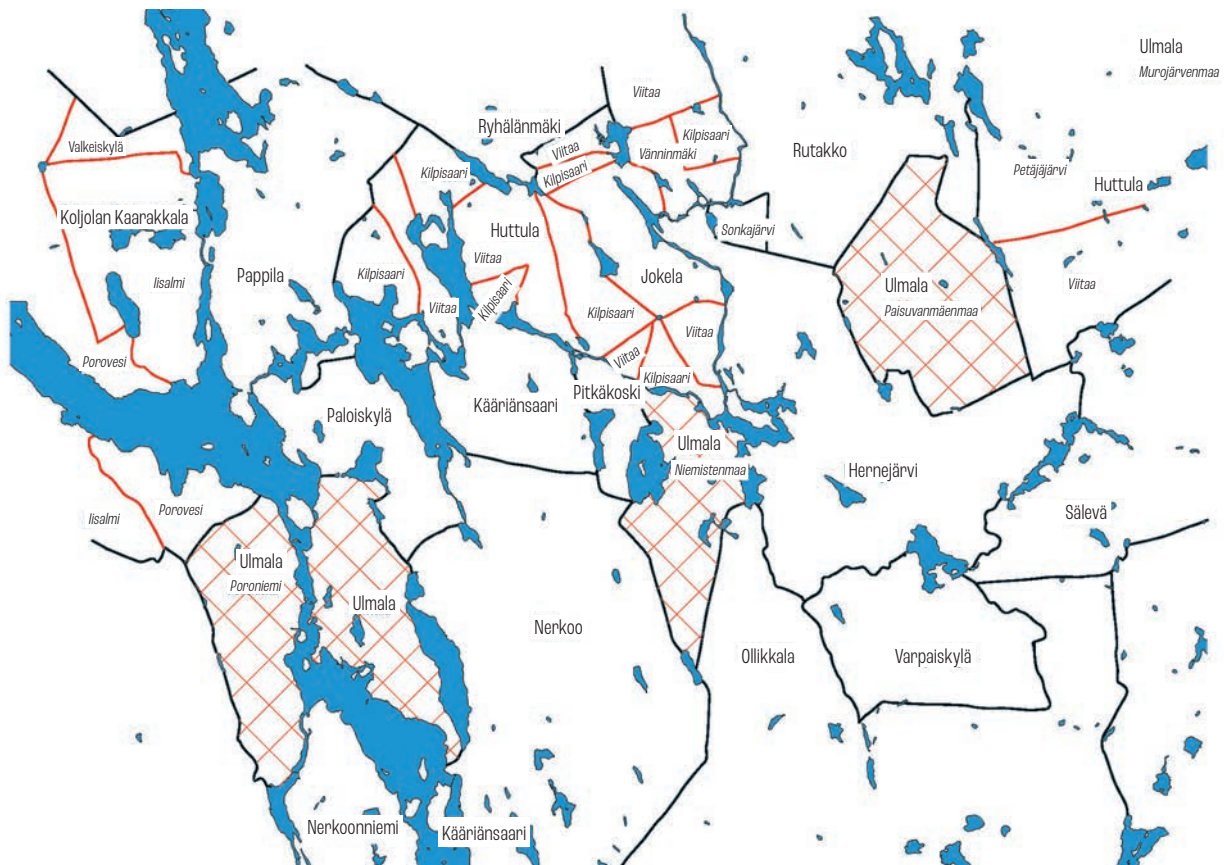 Ulmala
Murojärvenmaa
Viitaa
Ryhälänmäki
Kilpisaari
Valkeiskylä
Viitaa
Vänninmäki
Rutakko
Kilpisaari
Kilpisaari
Petäjäjärvi
Huttula
Koljolan Kaarakkala
Huttula
Sonkajärvi
Viitaa
Iisalmi
Pappila
Kilpisaari
Jokela
Ulmala
Viitaa
Kilpisaari
Viitaa
Kilpisaari
Paisuvanmäenmaa
Viitaa
Porovesi
Viitaa
Kilpisaari
Pitkäkoski
Kääriänsaari
Paloiskylä
Ulmala
Niemistenmaa
Hernejärvi
Porovesi
Iisalmi
Sälevä
Ulmala
Poroniemi
Ulmala
Nerkoo
Ollikkala
Varpaiskylä
Nerkoonniemi
Kääriänsaari